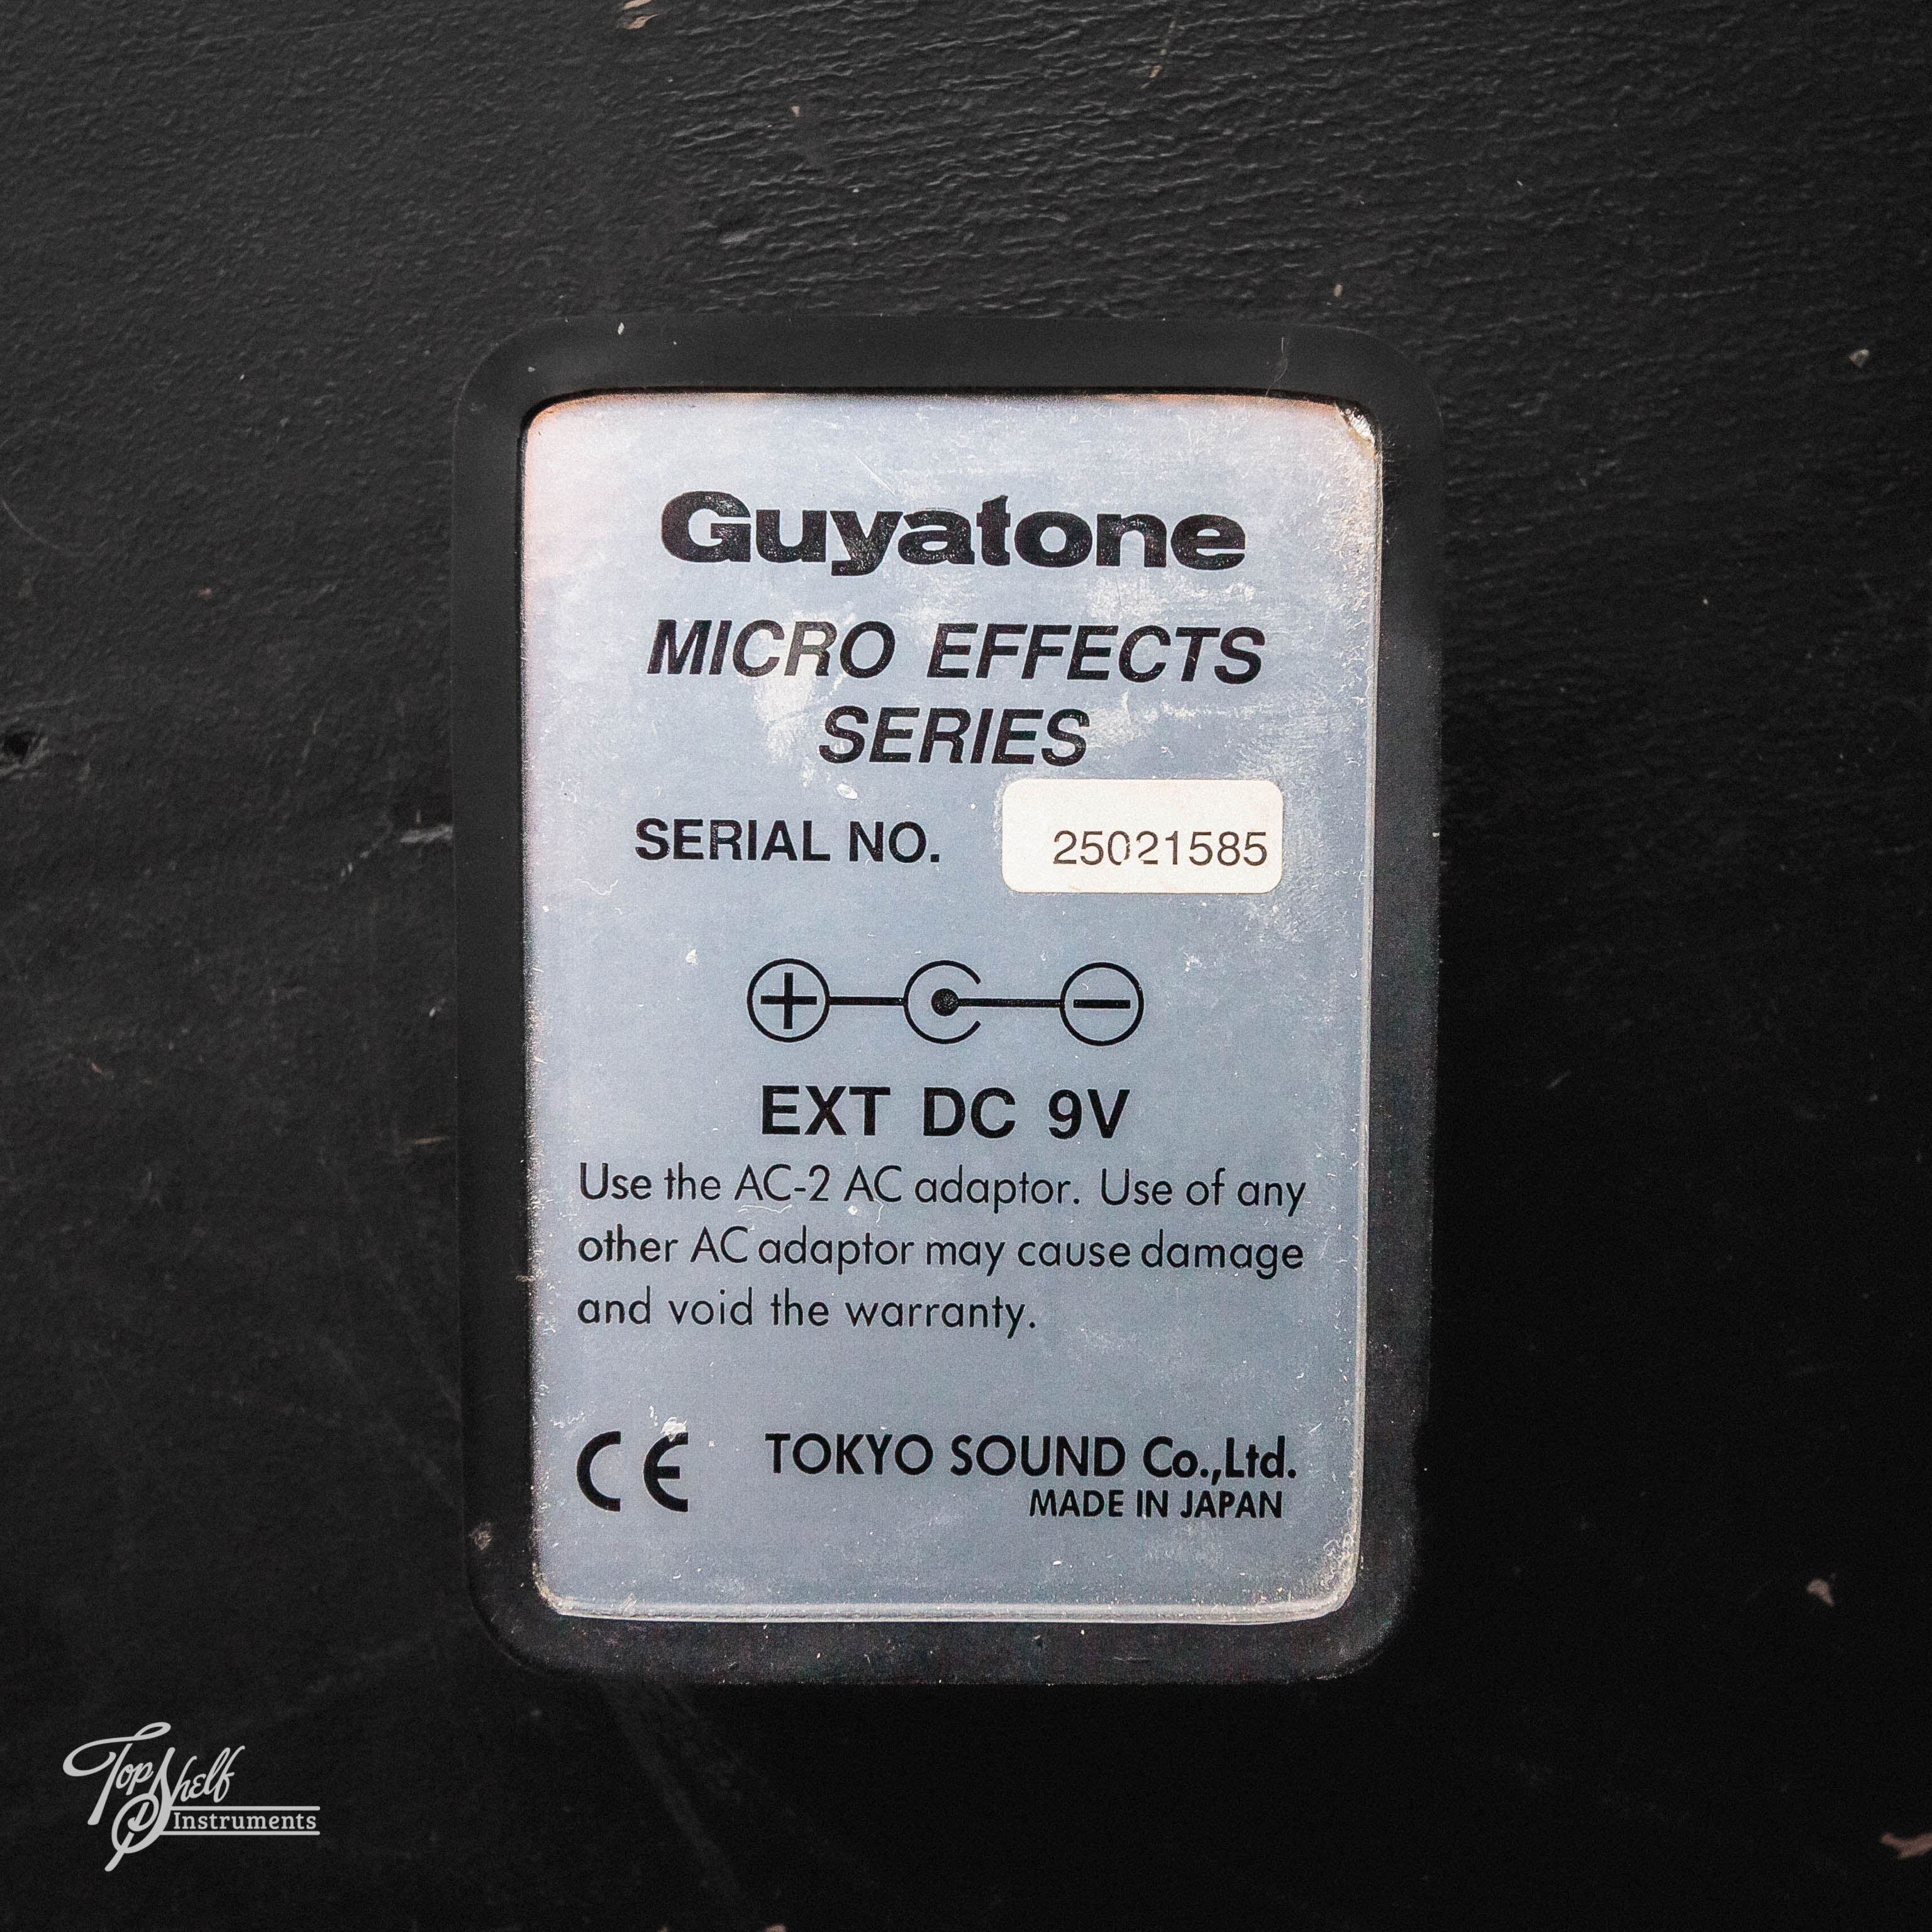 Guyatone
MICRO EFFECTS
SERIES
SERIAL NO. 25021585
EXT DC 9V
Use the AC-2 AC adaptor. Use of any
other AC adaptor may cause damage
and void the warranty.
CE TOKYO SOUND Co.,Ltd.
MADE IN JAPAN
Top Shelf
Instruments